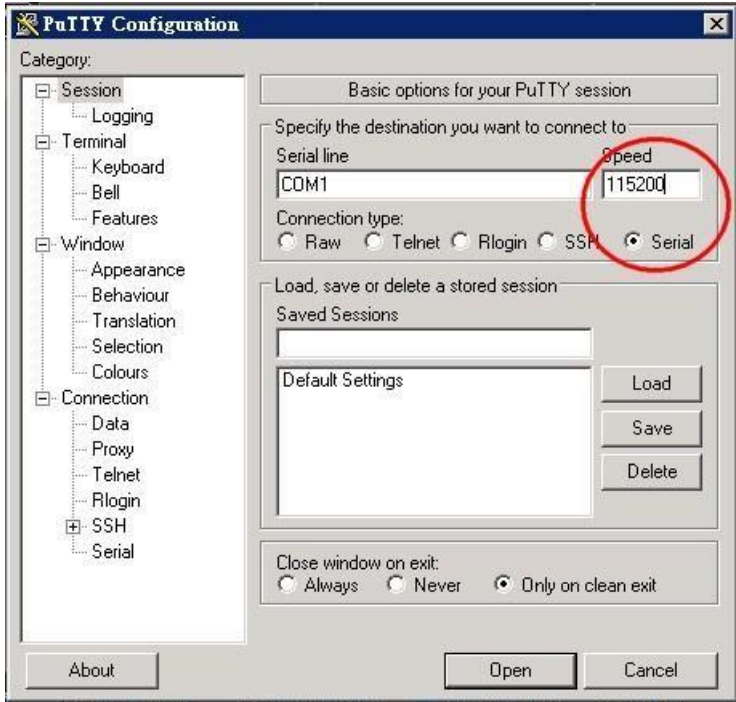 PuTTY Configuration
Category:
Session
Logging
Terminal
Keyboard
Bell
Features
Window
Appearance
Behaviour
Translation
Selection
Colours
Connection
Data
Proxy
Telnet
Rlogin
SSH
Serial
Basic options for your PuTTY session
Specify the destination you want to connect to
Serial line Speed
COM1 115200
Connection type:
Raw Telnet Rlogin SSH Serial
Load, save or delete a stored session
Saved Sessions
Default Settings
Load
Save
Delete
Close window on exit:
Always Never Only on clean exit
About Open Cancel